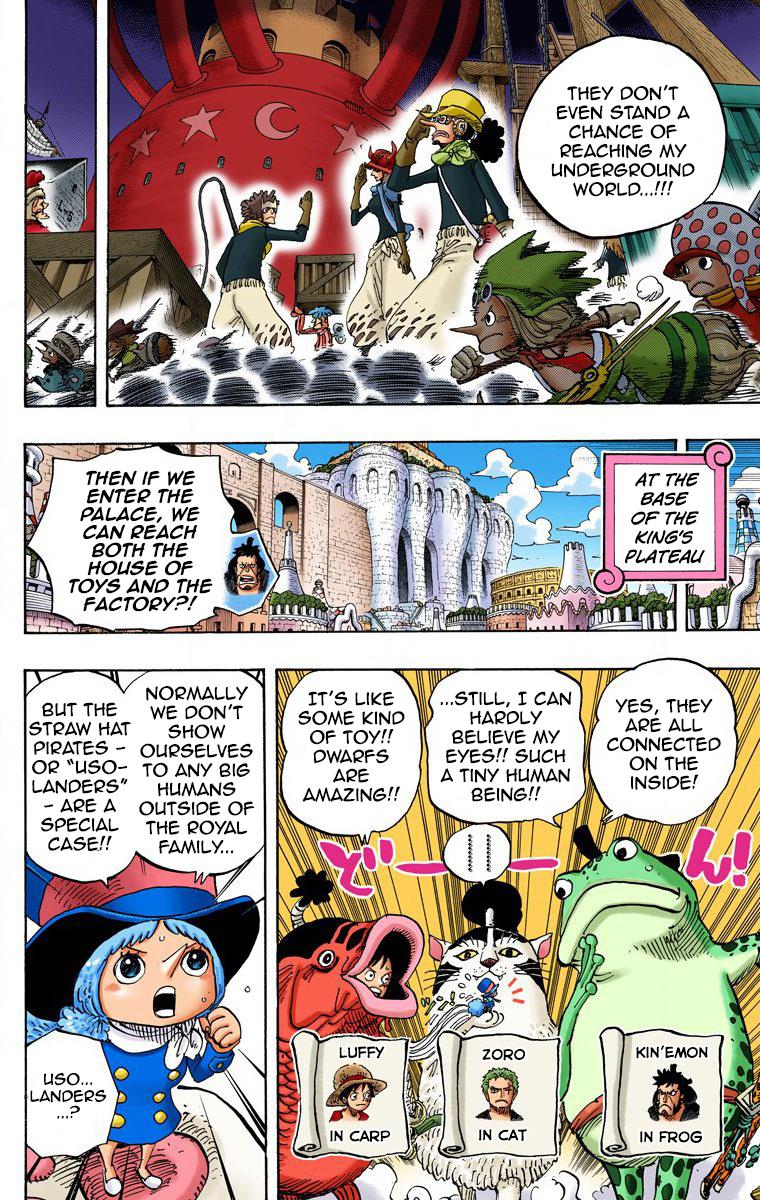 THEY DON'T
EVEN STAND A
CHANCE OF
REACHING MY
UNDERGROUND
WORLD...!!!
AT THE
BASE
OF THE
KING'S
PLATEAU
THEN IF WE
ENTER THE
PALACE, WE
CAN REACH
BOTH THE
HOUSE OF
TOYS AND THE
FACTORY?!
YES, THEY
ARE ALL
CONNECTED
ON THE
INSIDE!
...STILL, I CAN
HARDLY
BELIEVE MY
EYES!! SUCH
A TINY HUMAN
BEING!!
IT'S LIKE
SOME KIND
OF TOY!!
DWARFS
ARE
AMAZING!!
どーーん!
LUFFY
IN CARP
ZORO
IN CAT
KIN'EMON
IN FROG
NORMALLY
WE DON'T
SHOW
OURSELVES
TO ANY BIG
HUMANS
OUTSIDE OF
THE ROYAL
FAMILY...
BUT THE
STRAW HAT
PIRATES –
OR "USO-
LANDERS"
– ARE A
SPECIAL
CASE!!
USO...
LANDERS
...?